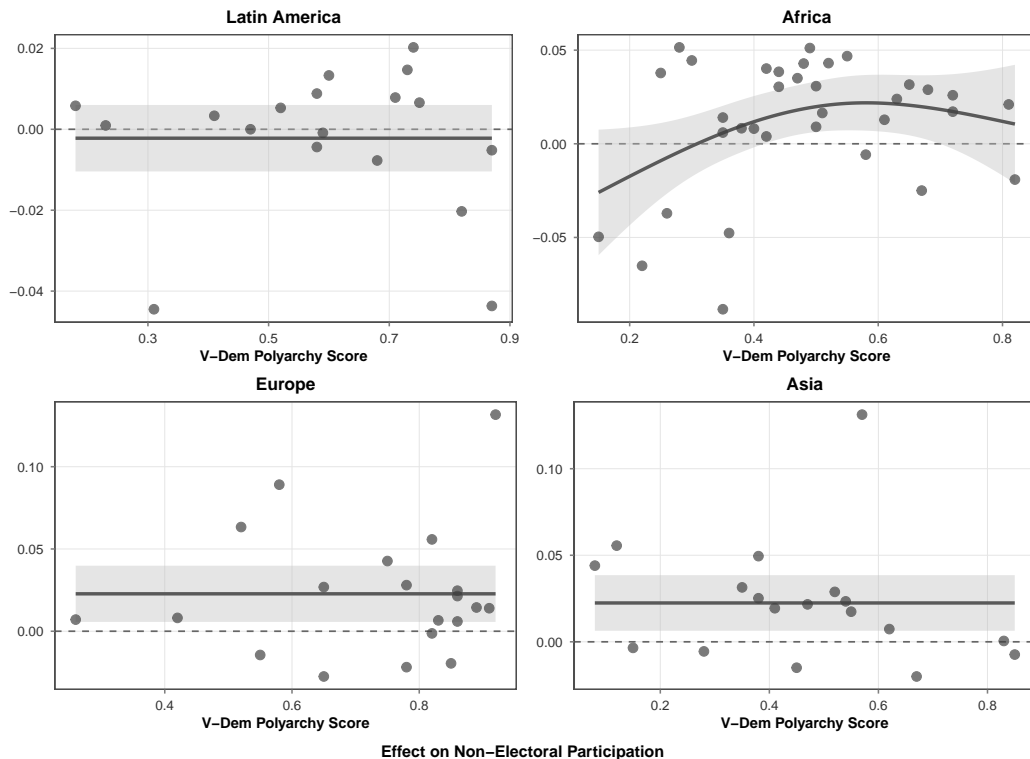 Latin America
0.02
0.00
−0.02
−0.04
0.3 0.5 0.7 0.9
V−Dem Polyarchy Score
Africa
0.05
0.00
−0.05
0.2 0.4 0.6 0.8
V−Dem Polyarchy Score
Europe
0.10
0.05
0.00
0.4 0.6 0.8
V−Dem Polyarchy Score
Asia
0.10
0.05
0.00
0.2 0.4 0.6 0.8
V−Dem Polyarchy Score
Effect on Non−Electoral Participation